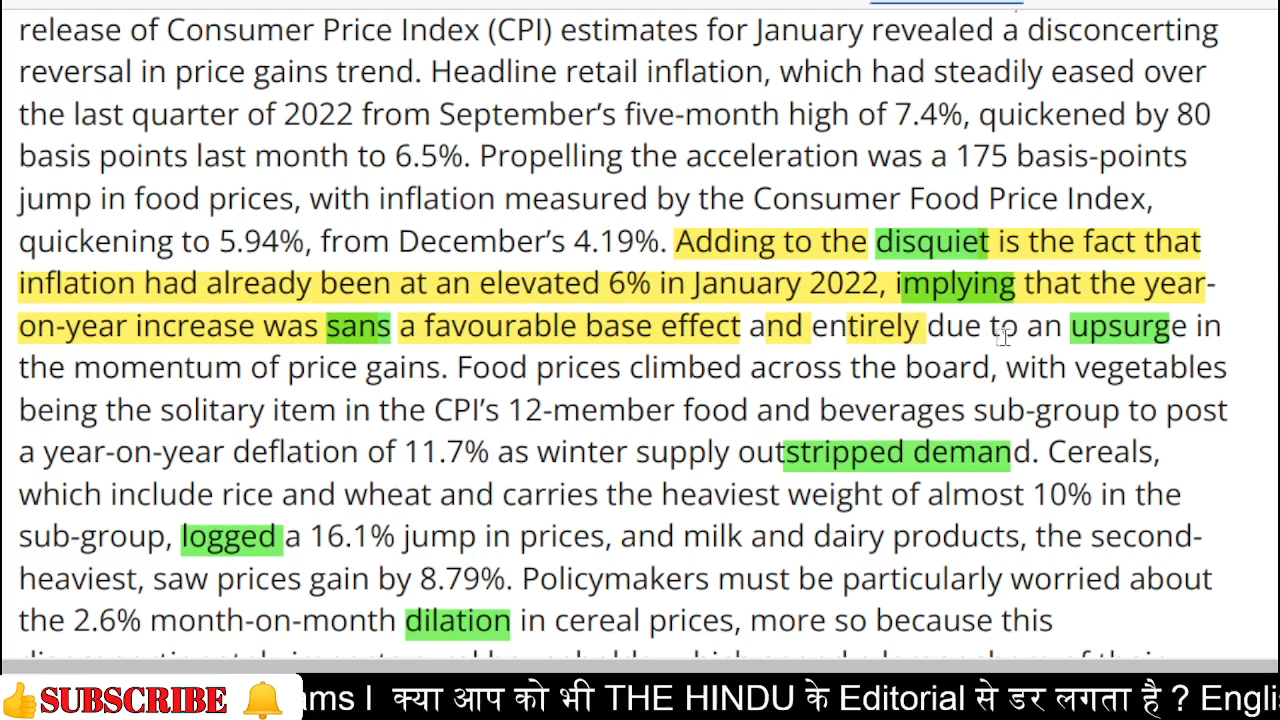 release of Consumer Price Index (CPI) estimates for January revealed a disconcerting
reversal in price gains trend. Headline retail inflation, which had steadily eased over
the last quarter of 2022 from September’s five-month high of 7.4%, quickened by 80
basis points last month to 6.5%. Propelling the acceleration was a 175 basis-points
jump in food prices, with inflation measured by the Consumer Food Price Index,
quickening to 5.94%, from December’s 4.19%. Adding to the disquiet is the fact that
inflation had already been at an elevated 6% in January 2022, implying that the year-
on-year increase was sans a favourable base effect and entirely due to an upsurge in
the momentum of price gains. Food prices climbed across the board, with vegetables
being the solitary item in the CPI’s 12-member food and beverages sub-group to post
a year-on-year deflation of 11.7% as winter supply outstripped demand. Cereals,
which include rice and wheat and carries the heaviest weight of almost 10% in the
sub-group, logged a 16.1% jump in prices, and milk and dairy products, the second-
heaviest, saw prices gain by 8.79%. Policymakers must be particularly worried about
the 2.6% month-on-month dilation in cereal prices, more so because this
SUBSCRIBE ams I क्या आप को भी THE HINDU के Editorial से डर लगता है ? Engli